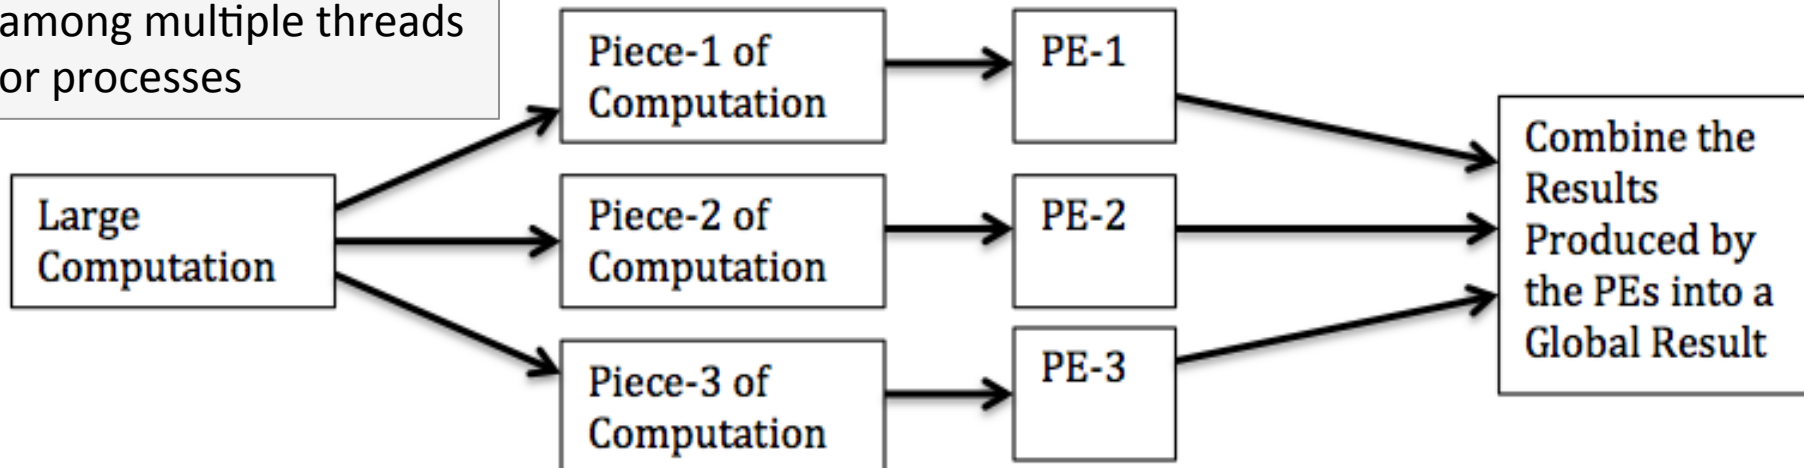 among multiple threads
or processes
Large
Computation
Piece-1 of
Computation
PE-1
Piece-2 of
Computation
PE-2
Piece-3 of
Computation
PE-3
Combine the
Results
Produced by
the PEs into a
Global Result